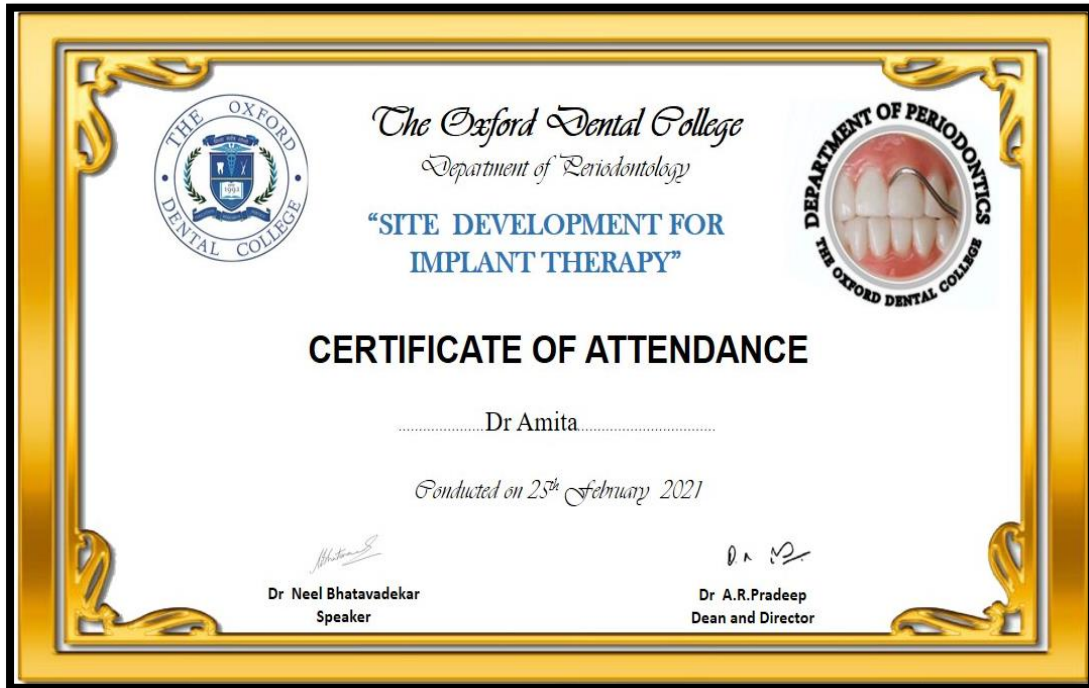 THE OXFORD
DENTAL COLLEGE
1992
The Oxford Dental College
Department of Periodontology
"SITE DEVELOPMENT FOR
IMPLANT THERAPY"
DEPARTMENT OF PERIODONTICS
THE OXFORD DENTAL COLLEGE
CERTIFICATE OF ATTENDANCE
Dr Amita
Conducted on 25th February 2021
Dr Neel Bhatavadekar
Speaker
Dr A.R.Pradeep
Dean and Director